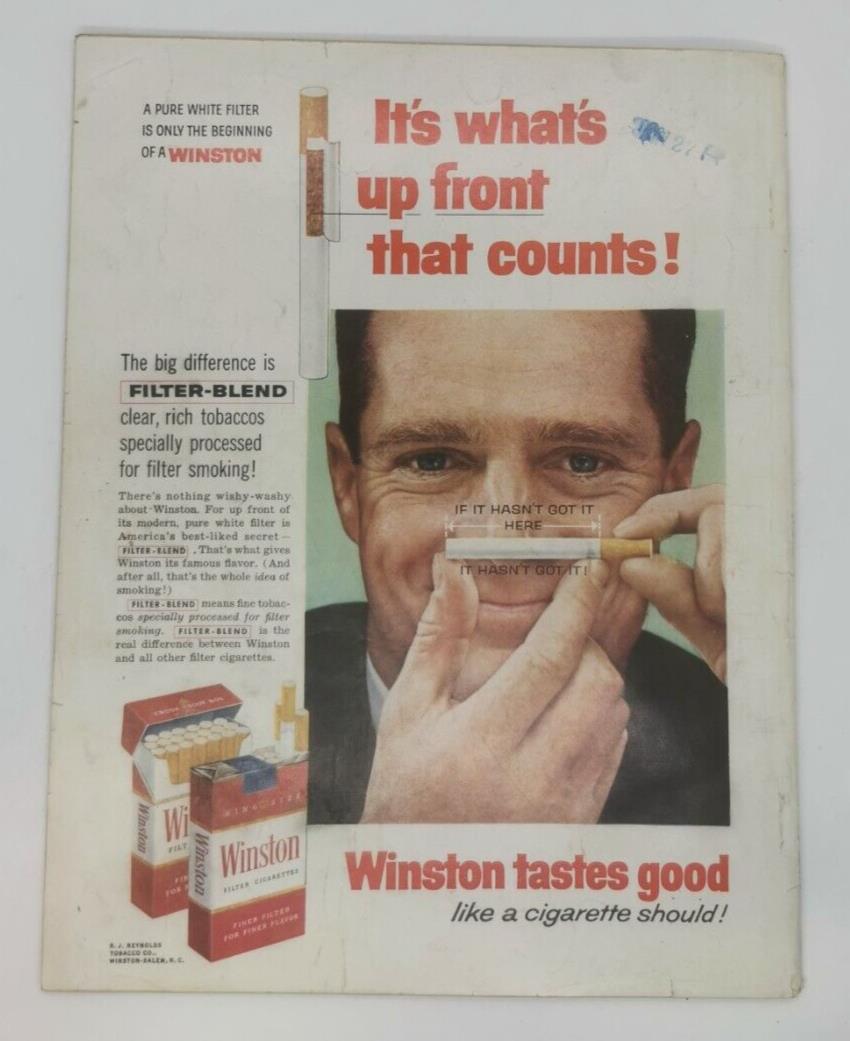 A PURE WHITE FILTER
IS ONLY THE BEGINNING
OF A WINSTON
It's what's
up front
that counts!
The big difference is
FILTER-BLEND
clear, rich tobaccos
specially processed
for filter smoking!
There's nothing wishy-washy
about Winston. For up front of
its modern, pure white filter is
America's best-liked secret—
FILTER-BLEND. That's what gives
Winston its famous flavor. (And
after all, that's the whole idea of
smoking!)
FILTER-BLEND means fine tobac-
cos specially processed for filter
smoking. FILTER-BLEND is the
real difference between Winston
and all other filter cigarettes.
IF IT HASN'T GOT IT
HERE
IT HASN'T GOT IT!
Winston
Wi
FILT
KING SIZE
Winston
Winston
FILTER CIGARETTES
FINER FILTER
FOR FINER FLAVOR
Winston tastes good
like a cigarette should!
R. J. REYNOLDS
TOBACCO CO.,
WINSTON-SALEM, N. C.